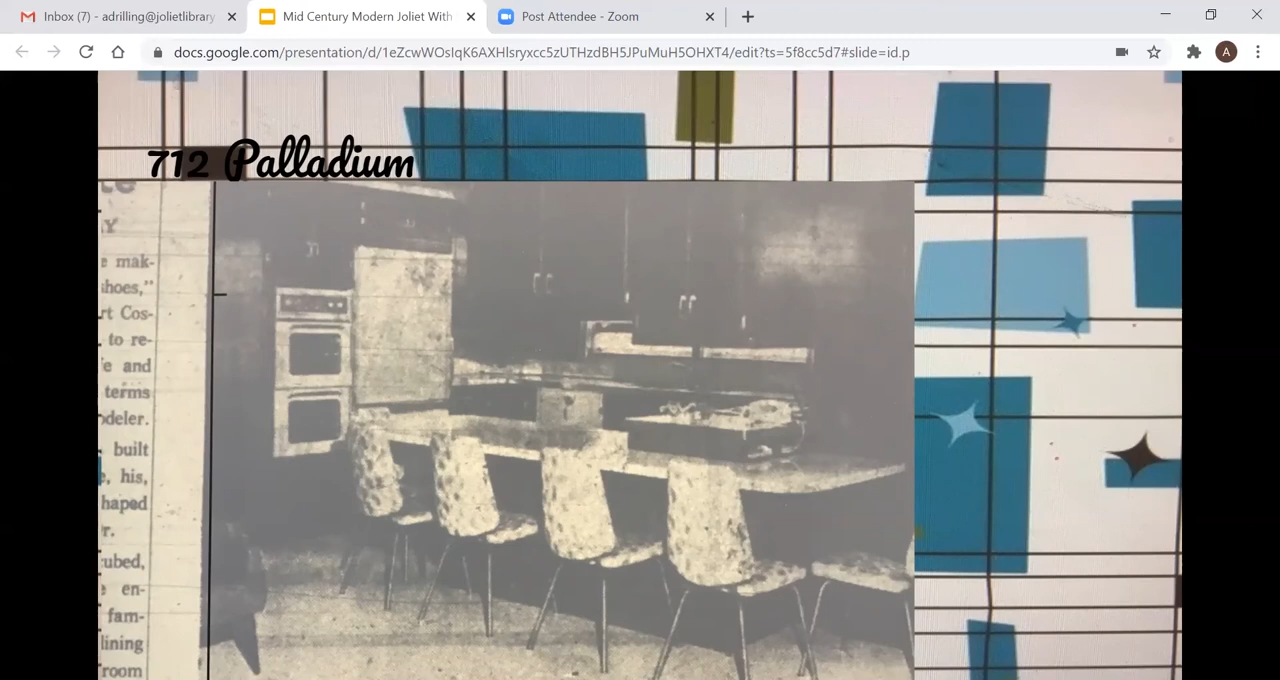 Inbox (7) - adrilling@jolietlibrary
Mid Century Modern Joliet With
Post Attendee - Zoom
docs.google.com/presentation/d/1eZcwWOsIqK6AXHIsryxcc5zUTHzdBH5JPuMuH5OHXT4/edit?ts=5f8cc5d7#slide=id.p
A
712 Palladium
Y
e mak-
hoes,"
rt Cos-
to re-
e and
terms
odeler.
built
e, his,
haped
r.
ubed,
e en-
fam-
lining
room